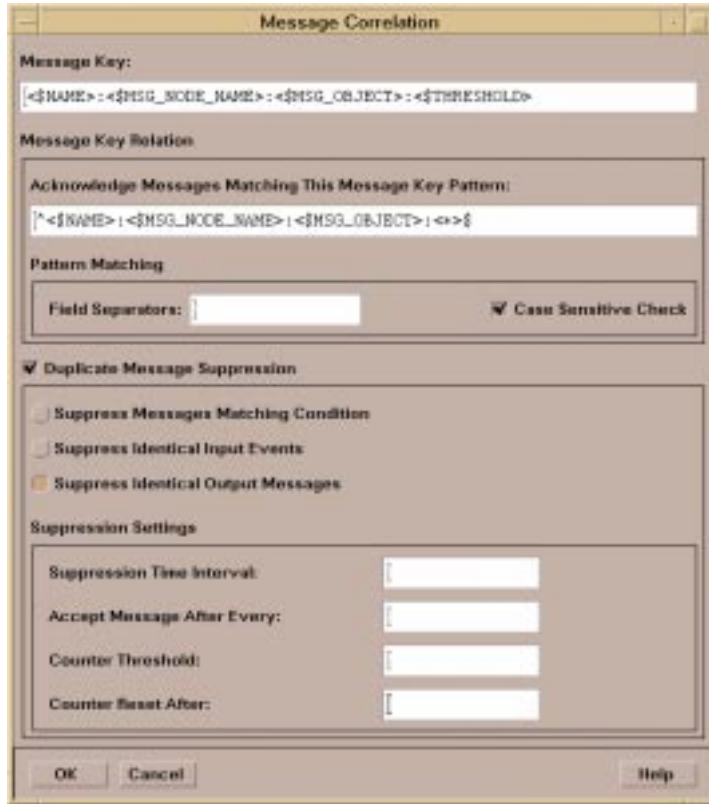 Message Correlation
Message Key:
<$NAME>:<$MSG_NODE_NAME>:<$MSG_OBJECT>:<$THRESHOLD>
Message Key Relation
Acknowledge Messages Matching This Message Key Pattern:
^<$NAME>:<$MSG_NODE_NAME>:<$MSG_OBJECT>:<*>$
Pattern Matching
Field Separators:
Case Sensitive Check
Duplicate Message Suppression
Suppress Messages Matching Condition
Suppress Identical Input Events
Suppress Identical Output Messages
Suppression Settings
Suppression Time Interval:
Accept Message After Every:
Counter Threshold:
Counter Reset After:
OK Cancel Help